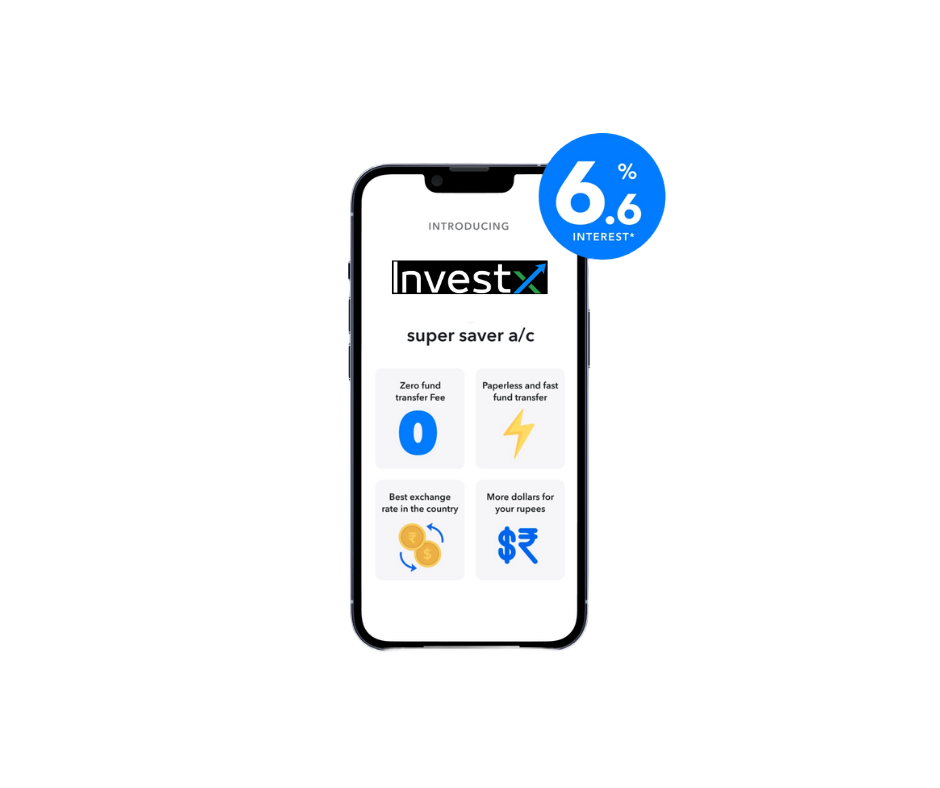 6.6%
INTEREST*
INTRODUCING
Investx
super saver a/c
Zero fund
transfer Fee
0
Paperless and fast
fund transfer
Best exchange
rate in the country
₹
$
More dollars for
your rupees
$₹